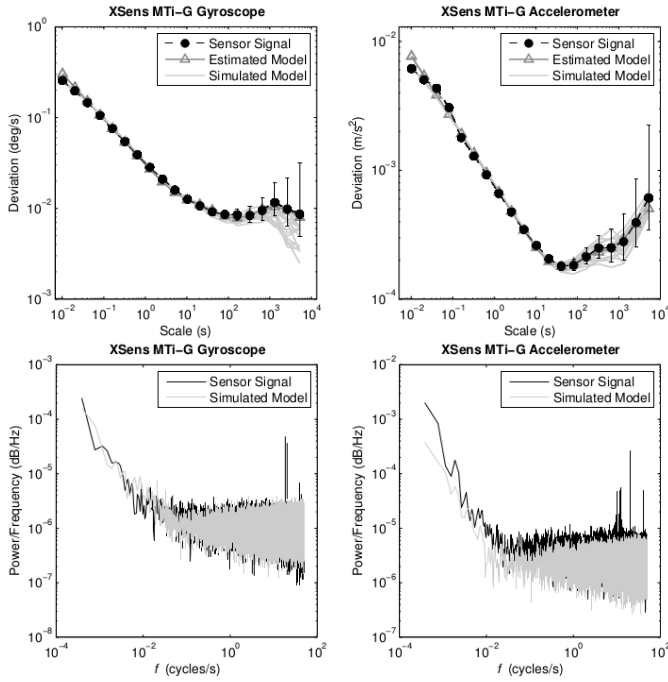 XSens MTi−G Gyroscope
10⁰
10⁻¹
10⁻²
10⁻³
Deviation (deg/s)
Sensor Signal
Estimated Model
Simulated Model
10⁻² 10⁻¹ 10⁰ 10¹ 10² 10³ 10⁴
Scale (s)
XSens MTi−G Accelerometer
10⁻²
10⁻³
10⁻⁴
Deviation (m/s²)
Sensor Signal
Estimated Model
Simulated Model
10⁻² 10⁻¹ 10⁰ 10¹ 10² 10³ 10⁴
Scale (s)
XSens MTi−G Gyroscope
10⁻³
10⁻⁴
10⁻⁵
10⁻⁶
10⁻⁷
10⁻⁸
Power/Frequency (dB/Hz)
Sensor Signal
Simulated Model
10⁻⁴ 10⁻² 10⁰ 10²
f (cycles/s)
XSens MTi−G Accelerometer
10⁻²
10⁻³
10⁻⁴
10⁻⁵
10⁻⁶
10⁻⁷
Power/Frequency (dB/Hz)
Sensor Signal
Simulated Model
10⁻⁴ 10⁻² 10⁰ 10²
f (cycles/s)